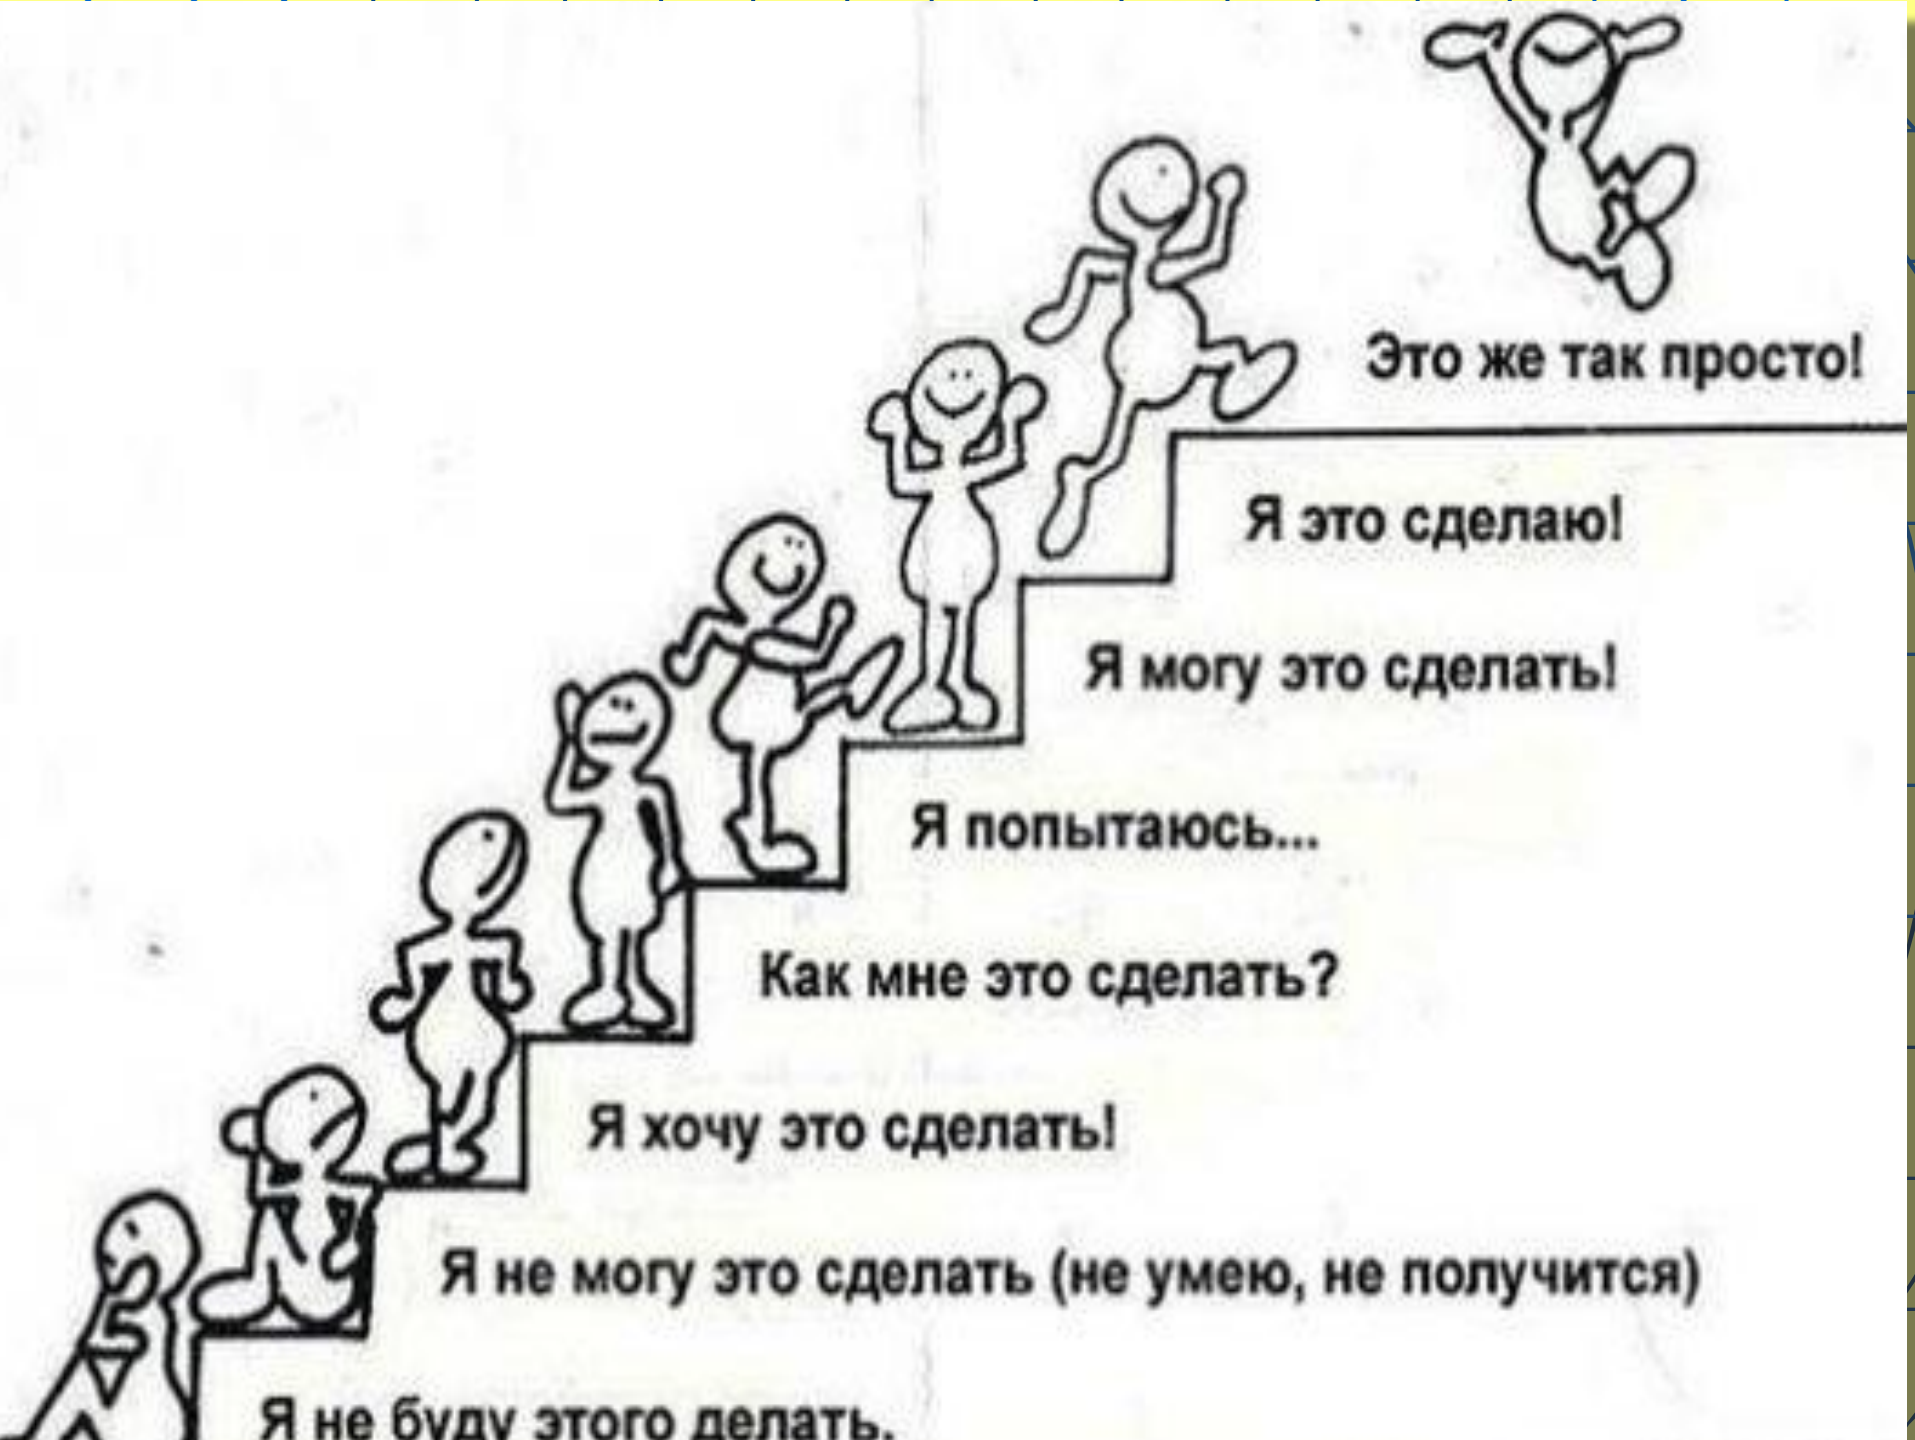 Это же так просто!
Я это сделаю!
Я могу это сделать!
Я попытаюсь...
Как мне это сделать?
Я хочу это сделать!
Я не могу это сделать (не умею, не получится)
Я не буду этого делать.